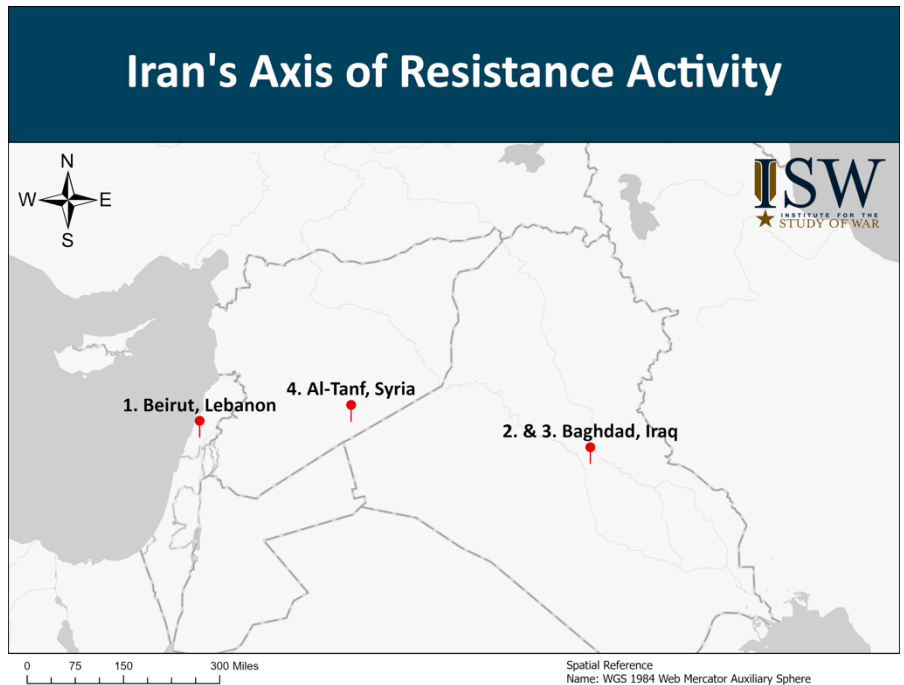 Iran's Axis of Resistance Activity
N
W E
S
ISW
INSTITUTE FOR THE
STUDY OF WAR
4. Al-Tanf, Syria
1. Beirut, Lebanon
2. & 3. Baghdad, Iraq
0 75 150 300 Miles
Spatial Reference
Name: WGS 1984 Web Mercator Auxiliary Sphere